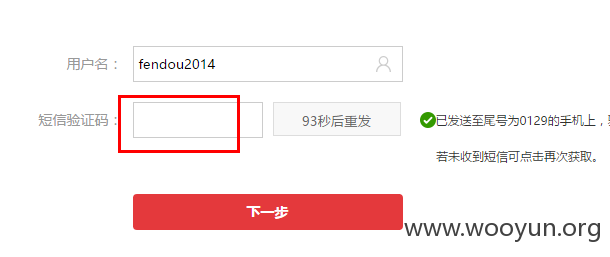 用户名： fendou2014
短信验证码： 93秒后重发 已发送至尾号为0129的手机上，
若未收到短信可点击再次获取。
下一步
www.wooyun.org